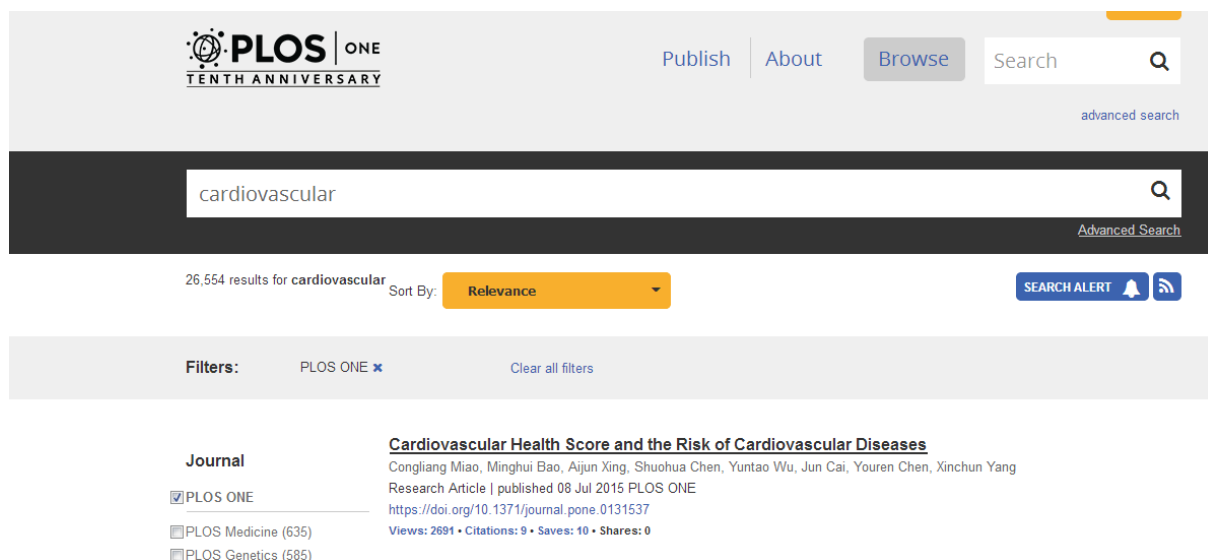 PLOS ONE
TENTH ANNIVERSARY
Publish About Browse Search
advanced search
cardiovascular
Advanced Search
26,554 results for cardiovascular Sort By: Relevance SEARCH ALERT
Filters: PLOS ONE × Clear all filters
Journal
PLOS ONE
PLOS Medicine (635)
PLOS Genetics (585)
Cardiovascular Health Score and the Risk of Cardiovascular Diseases
Congliang Miao, Minghui Bao, Aijun Xing, Shuohua Chen, Yuntao Wu, Jun Cai, Youren Chen, Xinchun Yang
Research Article | published 08 Jul 2015 PLOS ONE
https://doi.org/10.1371/journal.pone.0131537
Views: 2691 • Citations: 9 • Saves: 10 • Shares: 0